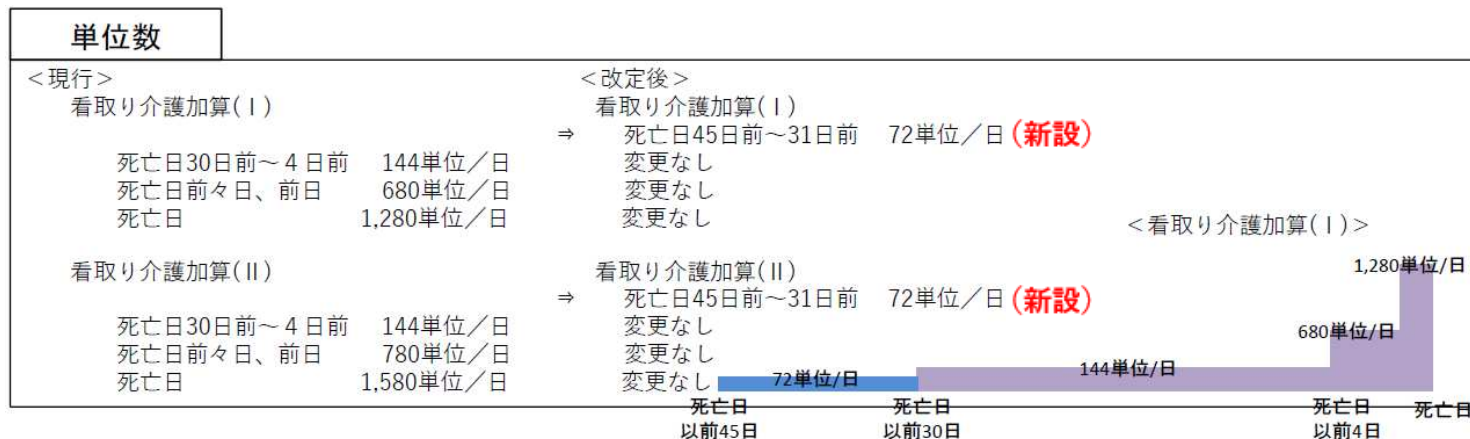 単位数
＜現行＞
看取り介護加算(Ⅰ)
死亡日30日前～４日前 144単位／日
死亡日前々日、前日 680単位／日
死亡日 1,280単位／日
看取り介護加算(Ⅱ)
死亡日30日前～４日前 144単位／日
死亡日前々日、前日 780単位／日
死亡日 1,580単位／日
＜改定後＞
看取り介護加算(Ⅰ)
⇒ 死亡日45日前～31日前 72単位／日(新設)
変更なし
変更なし
変更なし
看取り介護加算(Ⅱ)
⇒ 死亡日45日前～31日前 72単位／日(新設)
変更なし
変更なし
変更なし
＜看取り介護加算(Ⅰ)＞
1,280単位/日
680単位/日
144単位/日
72単位/日
死亡日
以前45日
死亡日
以前30日
死亡日
以前4日
死亡日